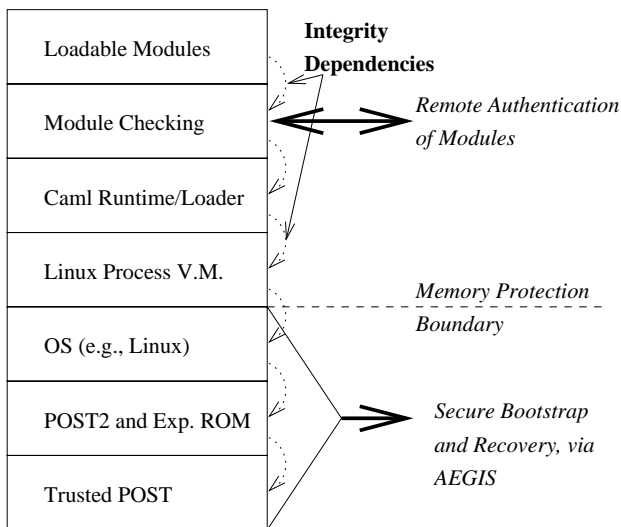 Integrity
Dependencies
Loadable Modules
Module Checking
Remote Authentication
of Modules
Caml Runtime/Loader
Linux Process V.M.
Memory Protection
Boundary
OS (e.g., Linux)
POST2 and Exp. ROM
Secure Bootstrap
and Recovery, via
AEGIS
Trusted POST